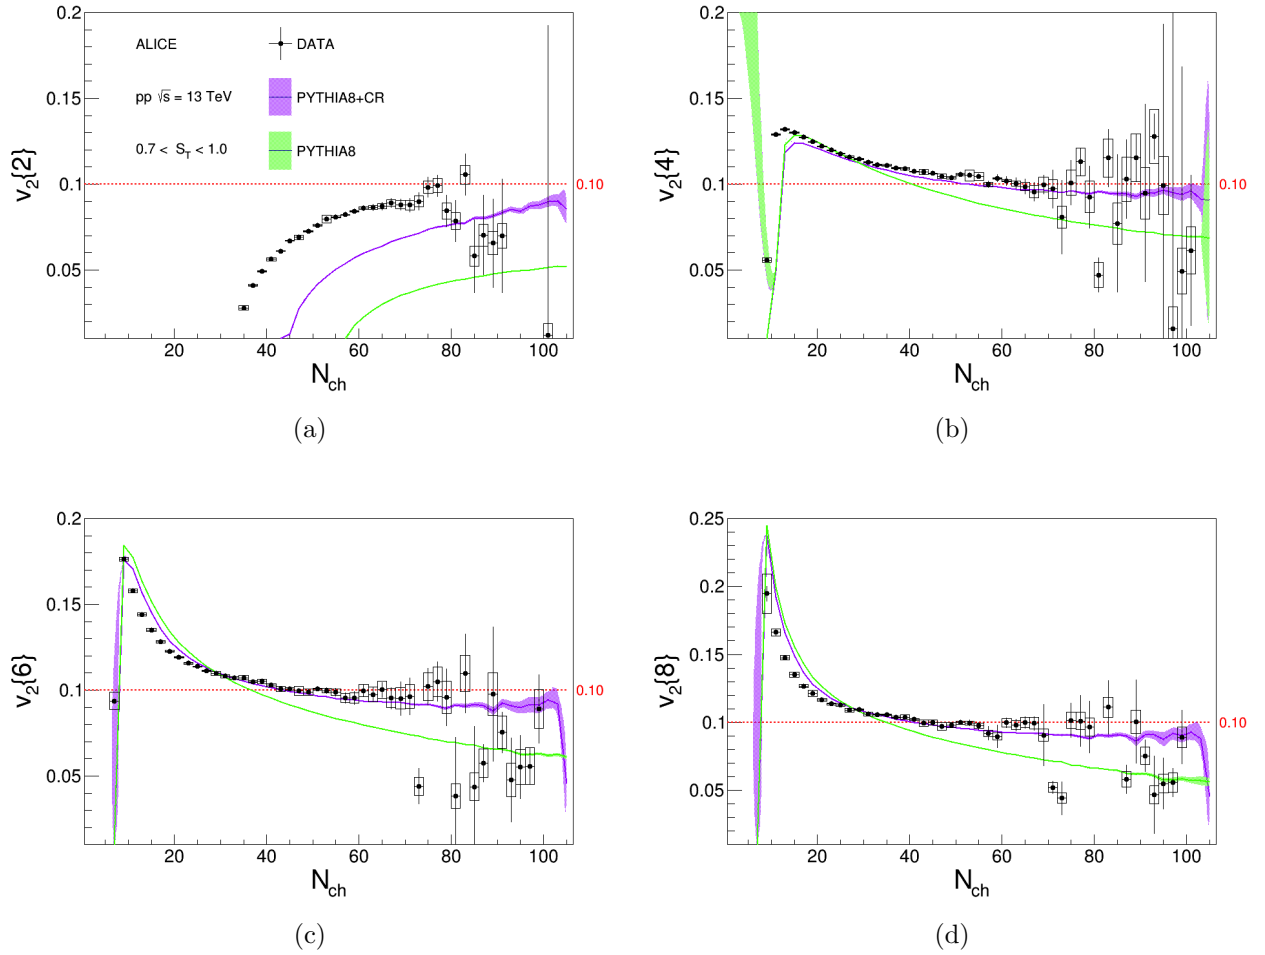 0.2
0.15
0.1
0.05
v₂{2}
ALICE
DATA
pp √s = 13 TeV
PYTHIA8+CR
0.7 < S_T < 1.0
PYTHIA8
0.10
20 40 60 80 100
N_ch
(a)
0.2
0.15
0.1
0.05
v₂{4}
0.10
20 40 60 80 100
N_ch
(b)
0.2
0.15
0.1
0.05
v₂{6}
0.10
20 40 60 80 100
N_ch
(c)
0.25
0.2
0.15
0.1
0.05
v₂{8}
0.10
20 40 60 80 100
N_ch
(d)